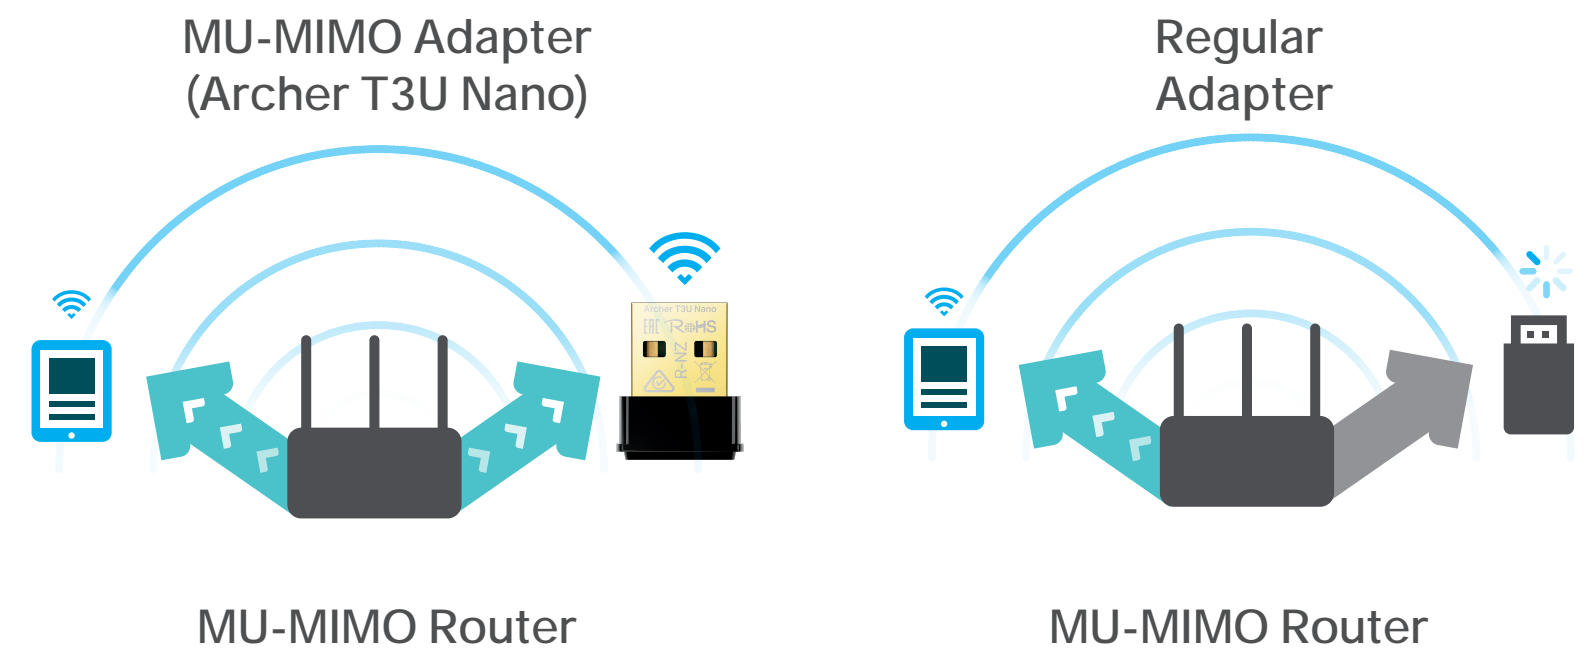 MU-MIMO Adapter
(Archer T3U Nano)
Regular
Adapter
Archer T3U Nano
EAC RoHS
R-NZ
MU-MIMO Router
MU-MIMO Router